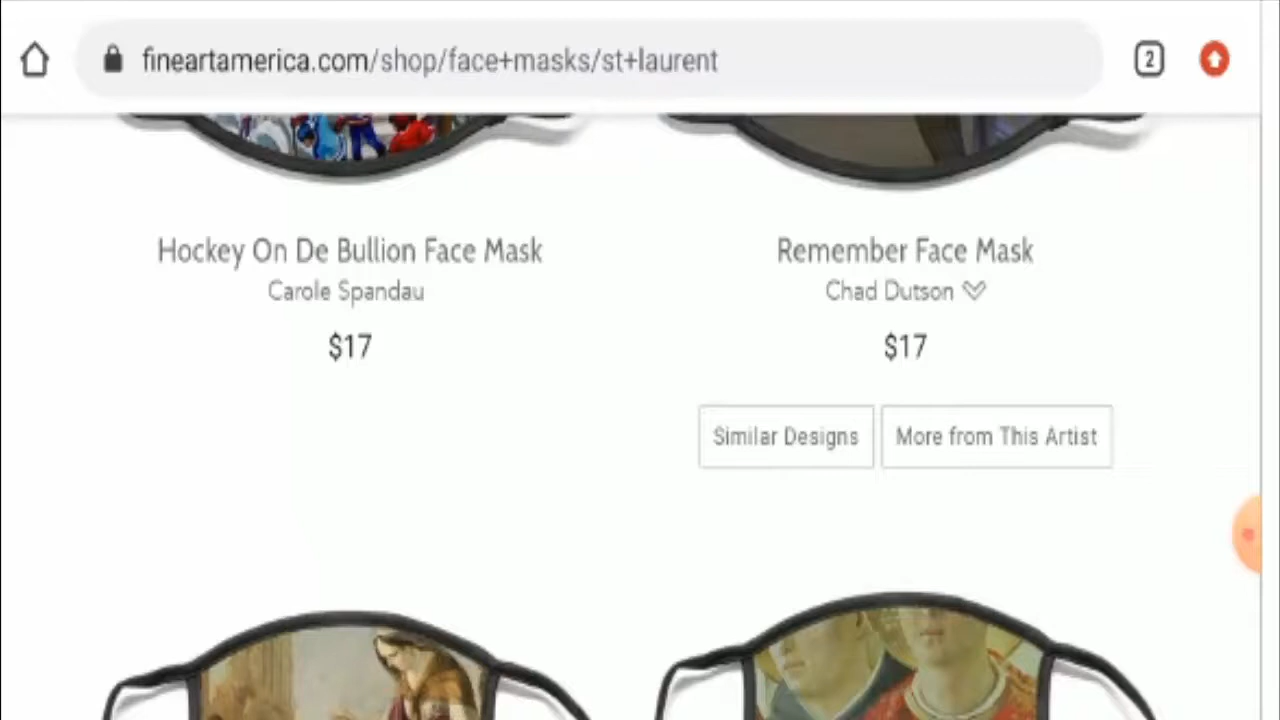 fineartamerica.com/shop/face+masks/st+laurent
2
Hockey On De Bullion Face Mask
Carole Spandau
$17
Remember Face Mask
Chad Dutson
$17
Similar Designs
More from This Artist